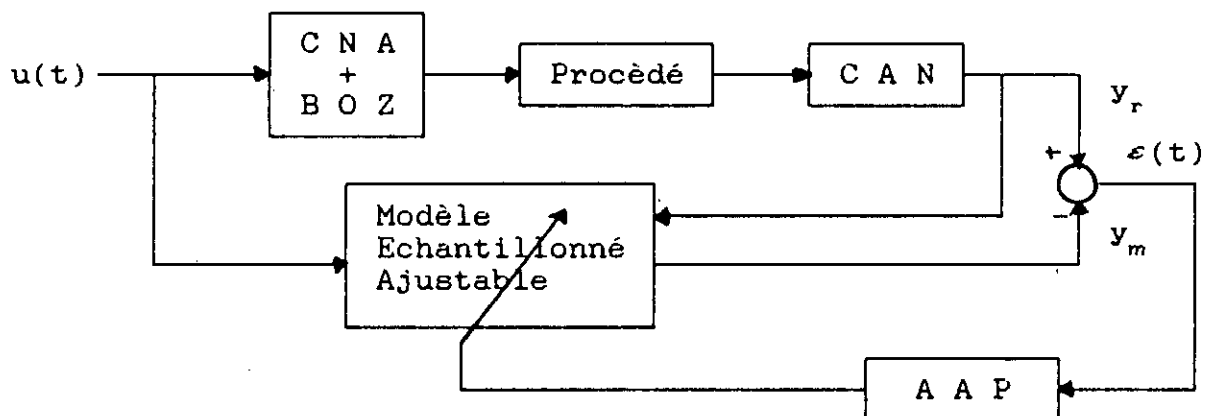 C N A
+
B O Z
u(t)
Procèdé
C A N
y_r
+
ε(t)
-
y_m
Modèle
Echantillonné
Ajustable
A A P